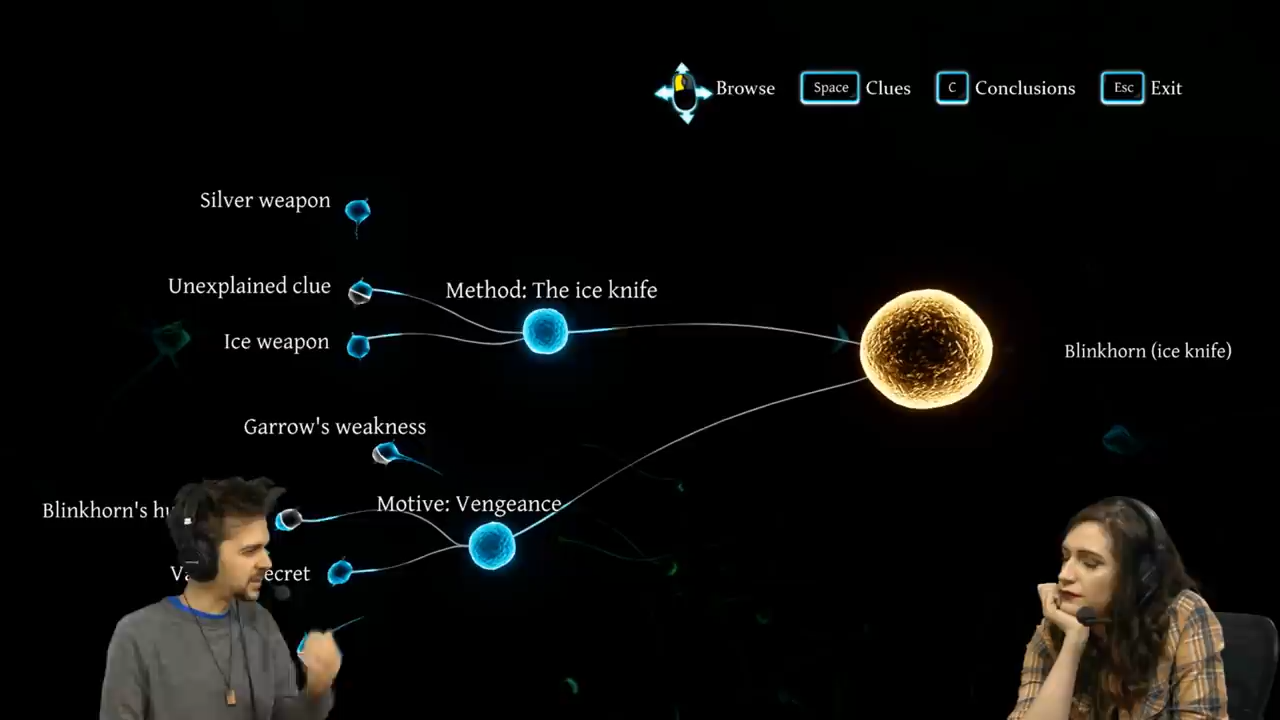 Browse Space Clues C Conclusions Esc Exit
Silver weapon
Unexplained clue
Method: The ice knife
Ice weapon
Blinkhorn (ice knife)
Garrow's weakness
Motive: Vengeance
Blinkhorn's